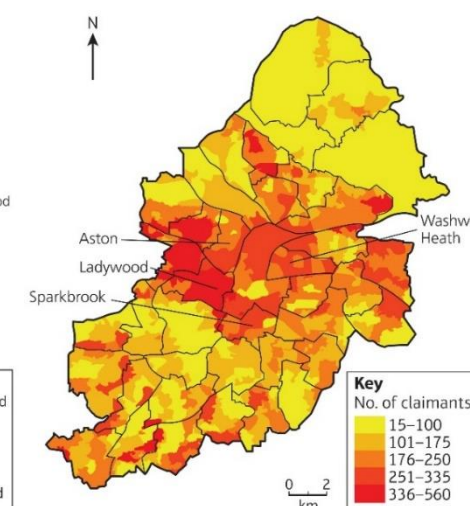 N
Aston
Ladywood
Sparkbrook
Heath
Key
No. of claimants
15–100
101–175
176–250
251–335
336–560
0 2
km